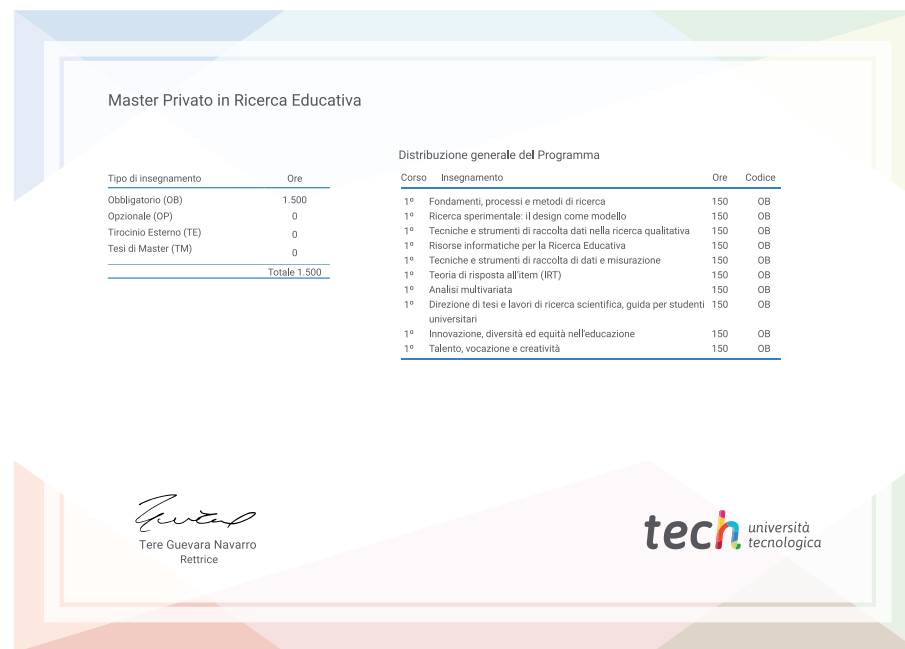 Master Privato in Ricerca Educativa
Tipo di insegnamento Ore
Obbligatorio (OB) 1.500
Opzionale (OP) 0
Tirocinio Esterno (TE) 0
Tesi di Master (TM) 0
Totale 1.500
Distribuzione generale del Programma
Corso Insegnamento Ore Codice
1º Fondamenti, processi e metodi di ricerca 150 OB
1º Ricerca sperimentale: il design come modello 150 OB
1º Tecniche e strumenti di raccolta dati nella ricerca qualitativa 150 OB
1º Risorse informatiche per la Ricerca Educativa 150 OB
1º Tecniche e strumenti di raccolta di dati e misurazione 150 OB
1º Teoria di risposta all'item (IRT) 150 OB
1º Analisi multivariata 150 OB
1º Direzione di tesi e lavori di ricerca scientifica, guida per studenti 150 OB
universitari
1º Innovazione, diversità ed equità nell'educazione 150 OB
1º Talento, vocazione e creatività 150 OB
Tere Guevara Navarro
Rettrice
tech università
tecnologica